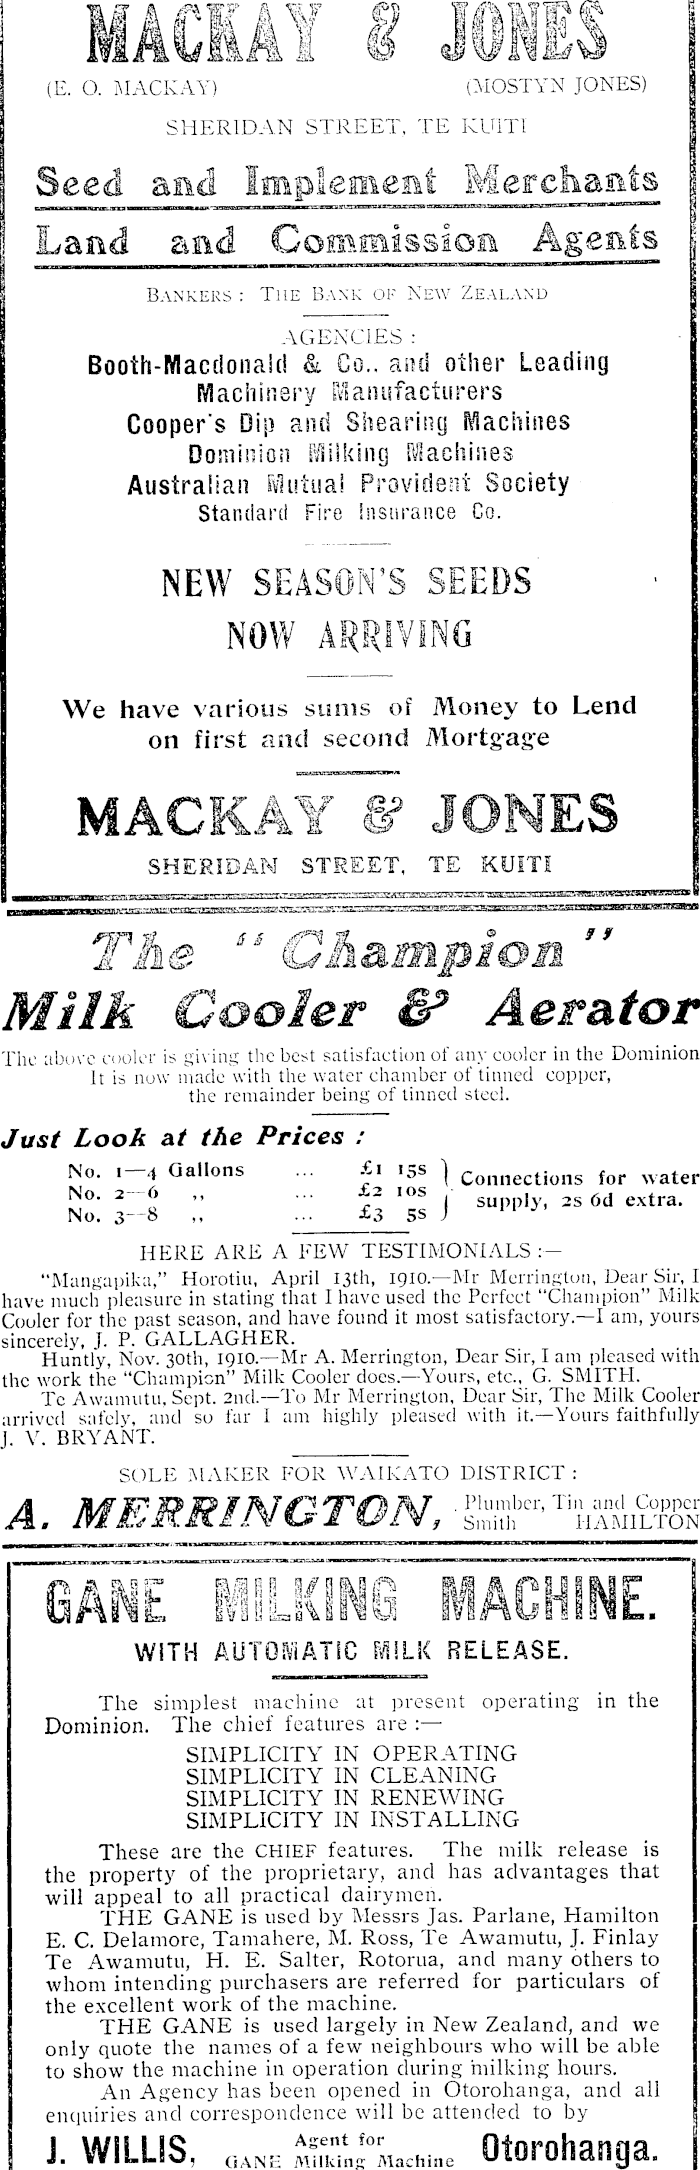 MACKAY & JONES
(E. O. MACKAY) (MOSTYN JONES)
SHERIDAN STREET, TE KUITI
Seed and Implement Merchants
Land and Commission Agents
BANKERS: THE BANK OF NEW ZEALAND
AGENCIES:
Booth-Macdonald & Co.. and other Leading
Machinery Manufacturers
Cooper's Dip and Shearing Machines
Dominion Milking Machines
Australian Mutual Provident Society
Standard Fire Insurance Co.
NEW SEASON'S SEEDS
NOW ARRIVING
We have various sums of Money to Lend
on first and second Mortgage
MACKAY & JONES
SHERIDAN STREET, TE KUITI
The "Champion"
Milk Cooler & Aerator
The above cooler is giving the best satisfaction of any cooler in the Dominion
It is now made with the water chamber of tinned copper,
the remainder being of tinned steel.
Just Look at the Prices:
No. 1—4 Gallons ... £1 15s
No. 2—6 ,, ... £2 10s
No. 3—8 ,, ... £3 5s
Connections for water
supply, 2s 6d extra.
HERE ARE A FEW TESTIMONIALS:—
"Mangapika," Horotiu, April 13th, 1910.—Mr Merrington, Dear Sir, I
have much pleasure in stating that I have used the Perfect "Champion" Milk
Cooler for the past season, and have found it most satisfactory.—I am, yours
sincerely, J. P. GALLAGHER.
Huntly, Nov. 30th, 1910.—Mr A. Merrington, Dear Sir, I am pleased with
the work the "Champion" Milk Cooler does.—Yours, etc., G. SMITH.
Te Awamutu, Sept. 2nd.—To Mr Merrington, Dear Sir, The Milk Cooler
arrived safely, and so far I am highly pleased with it.—Yours faithfully
J. V. BRYANT.
SOLE MAKER FOR WAIKATO DISTRICT:
A. MERRINGTON, Plumber, Tin and Copper
Smith HAMILTON
GANE MILKING MACHINE.
WITH AUTOMATIC MILK RELEASE.
The simplest machine at present operating in the
Dominion. The chief features are:—
SIMPLICITY IN OPERATING
SIMPLICITY IN CLEANING
SIMPLICITY IN RENEWING
SIMPLICITY IN INSTALLING
These are the CHIEF features. The milk release is
the property of the proprietary, and has advantages that
will appeal to all practical dairymen.
THE GANE is used by Messrs Jas. Parlane, Hamilton
E. C. Delamore, Tamahere, M. Ross, Te Awamutu, J. Finlay
Te Awamutu, H. E. Salter, Rotorua, and many others to
whom intending purchasers are referred for particulars of
the excellent work of the machine.
THE GANE is used largely in New Zealand, and we
only quote the names of a few neighbours who will be able
to show the machine in operation during milking hours.
An Agency has been opened in Otorohanga, and all
enquiries and correspondence will be attended to by
J. WILLIS, Agent for
GANE Milking Machine Otorohanga.